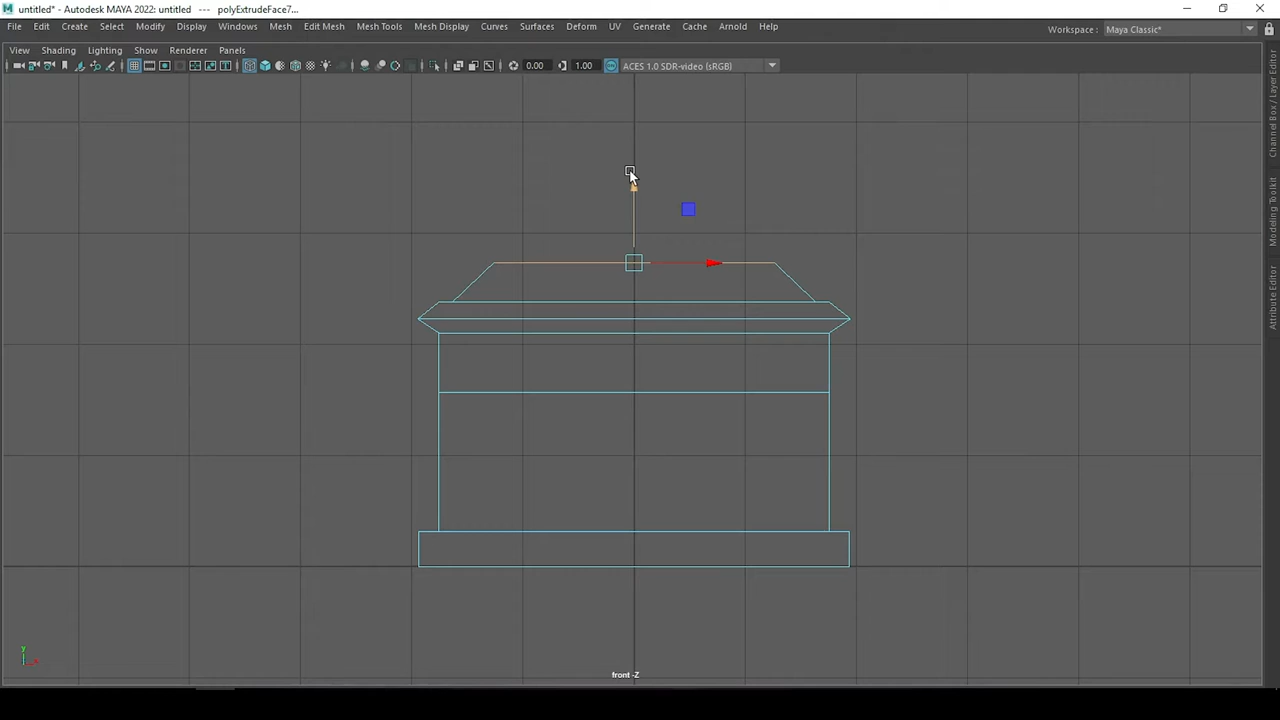 untitled* - Autodesk MAYA 2022: untitled --- polyExtrudeFace7...
File Edit Create Select Modify Display Windows Mesh Edit Mesh Mesh Tools Mesh Display Curves Surfaces Deform UV Generate Cache Arnold Help
Workspace: Maya Classic*
View Shading Lighting Show Renderer Panels
0.00 1.00 ACES 1.0 SDR-video (sRGB)
Channel Box / Layer Editor
Modeling Toolkit
Attribute Editor
y
front -Z